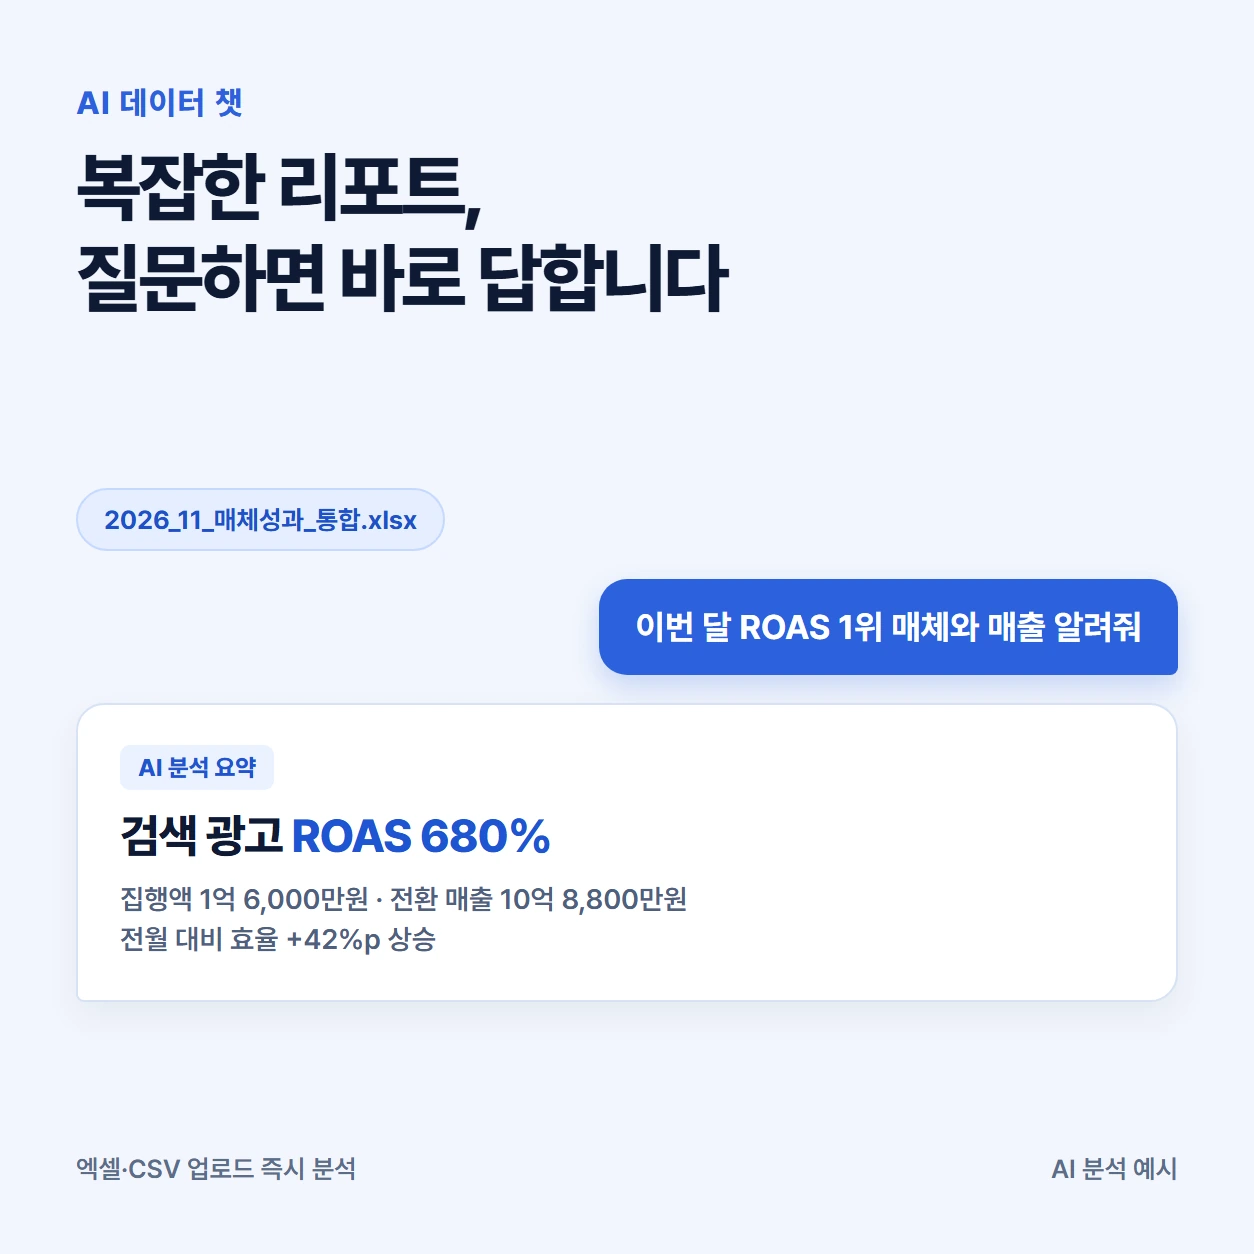 AI 데이터 챗
복잡한 리포트,
질문하면 바로 답합니다
2026_11_매체성과_통합.xlsx
이번 달 ROAS 1위 매체와 매출 알려줘
AI 분석 요약
검색 광고 ROAS 680%
집행액 1억 6,000만원 · 전환 매출 10억 8,800만원
전월 대비 효율 +42%p 상승
엑셀·CSV 업로드 즉시 분석
AI 분석 예시